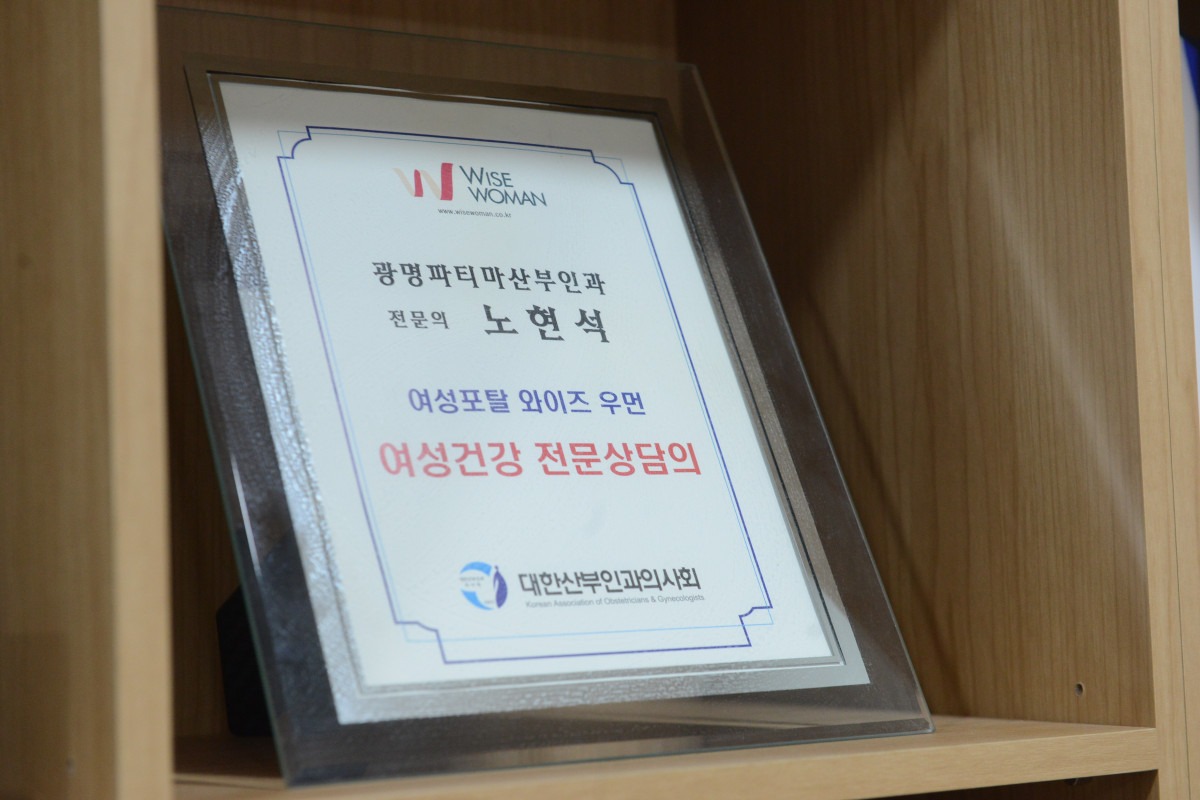 WISE
WOMAN
www.wisewoman.co.kr
광명파티마산부인과
전문의 노현석
여성포탈 와이즈 우먼
여성건강 전문상담의
대한산부인과의사회
Korean Association of Obstetricians & Gynecologists